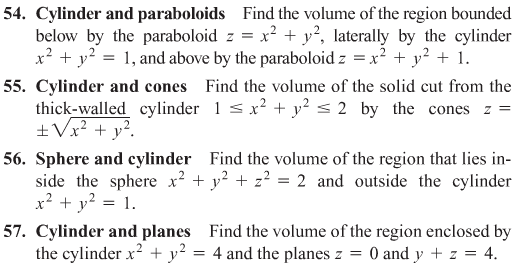 54. Cylinder and paraboloids Find the volume of the region bounded
below by the paraboloid z = x² + y², laterally by the cylinder
x² + y² = 1, and above by the paraboloid z = x² + y² + 1.
55. Cylinder and cones Find the volume of the solid cut from the
thick-walled cylinder 1 ≤ x² + y² ≤ 2 by the cones z =
±√(x² + y²).
56. Sphere and cylinder Find the volume of the region that lies in-
side the sphere x² + y² + z² = 2 and outside the cylinder
x² + y² = 1.
57. Cylinder and planes Find the volume of the region enclosed by
the cylinder x² + y² = 4 and the planes z = 0 and y + z = 4.